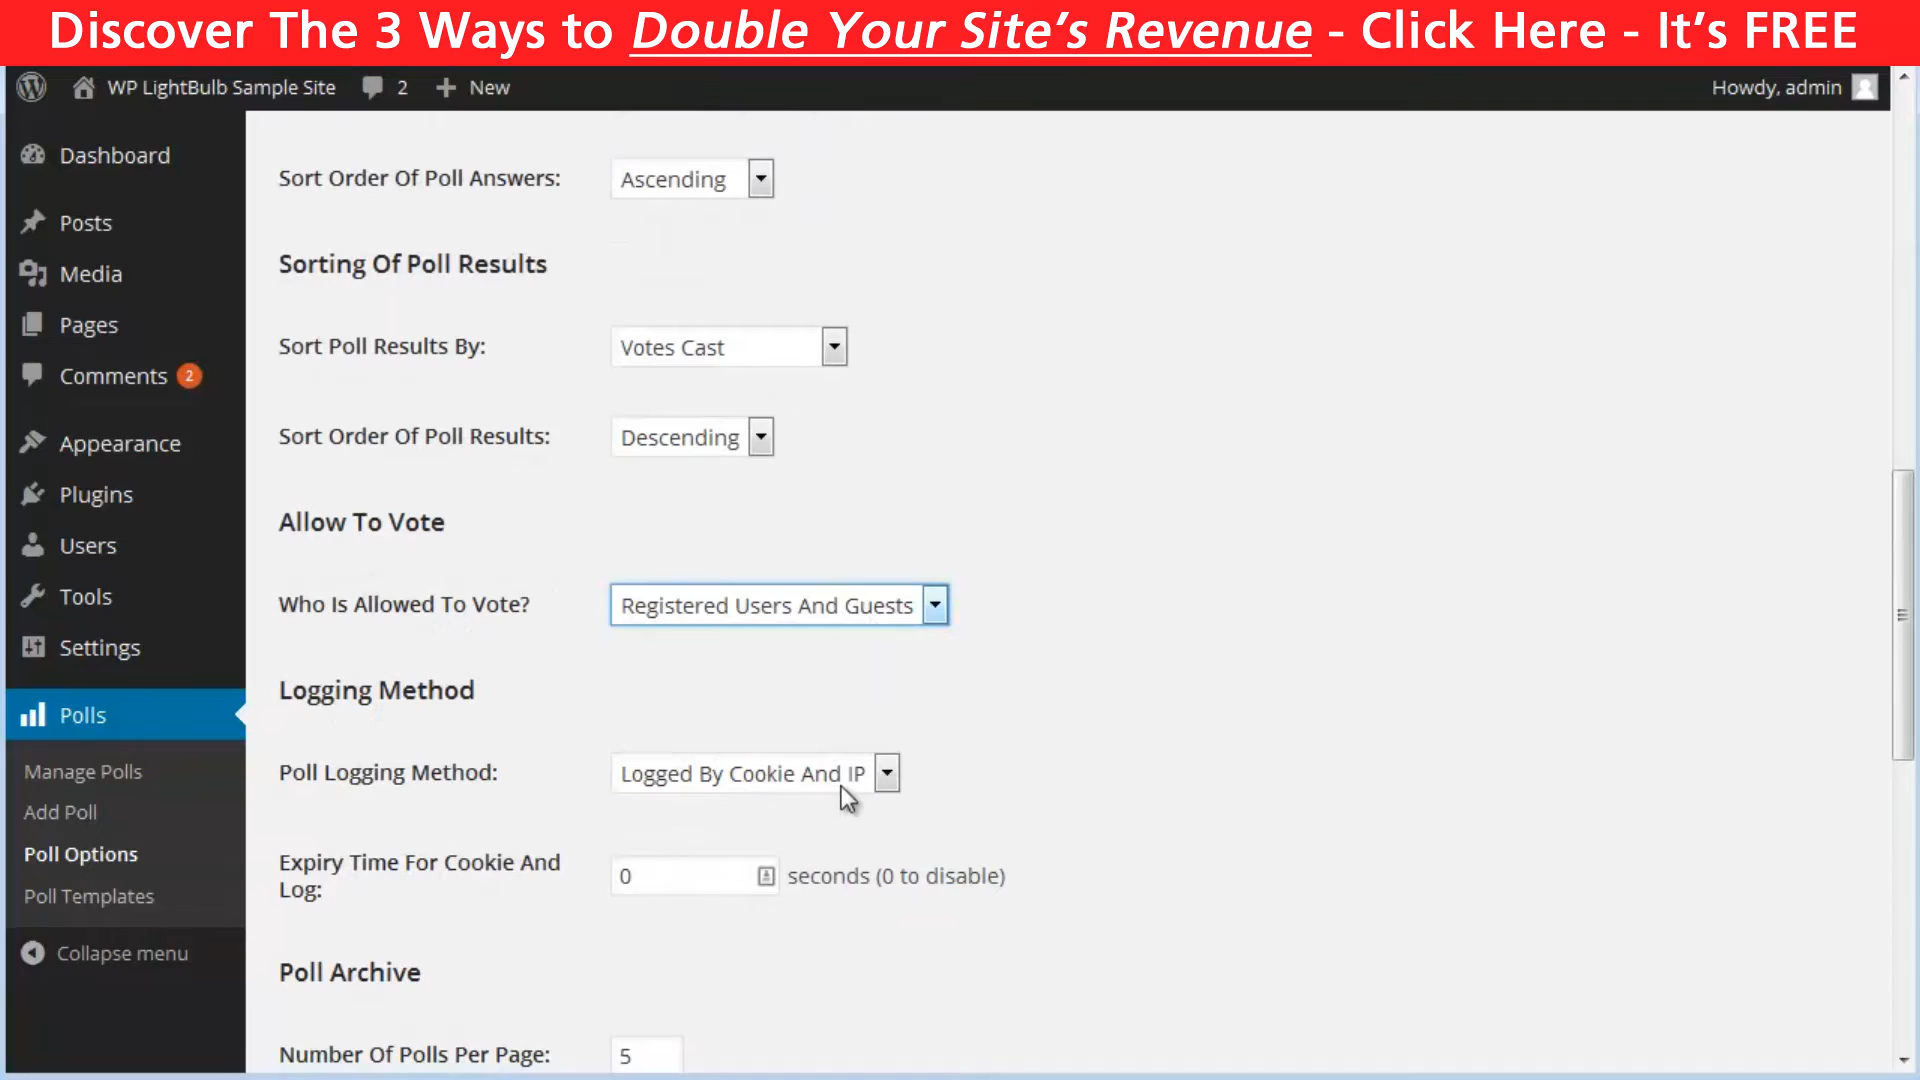 Discover The 3 Ways to Double Your Site's Revenue - Click Here - It's FREE
WP LightBulb Sample Site 2 New Howdy, admin
Dashboard
Posts
Media
Pages
Comments 2
Appearance
Plugins
Users
Tools
Settings
Polls
Manage Polls
Add Poll
Poll Options
Poll Templates
Collapse menu
Sort Order Of Poll Answers: Ascending
Sorting Of Poll Results
Sort Poll Results By: Votes Cast
Sort Order Of Poll Results: Descending
Allow To Vote
Who Is Allowed To Vote? Registered Users And Guests
Logging Method
Poll Logging Method: Logged By Cookie And IP
Expiry Time For Cookie And
Log: 0 seconds (0 to disable)
Poll Archive
Number Of Polls Per Page: 5